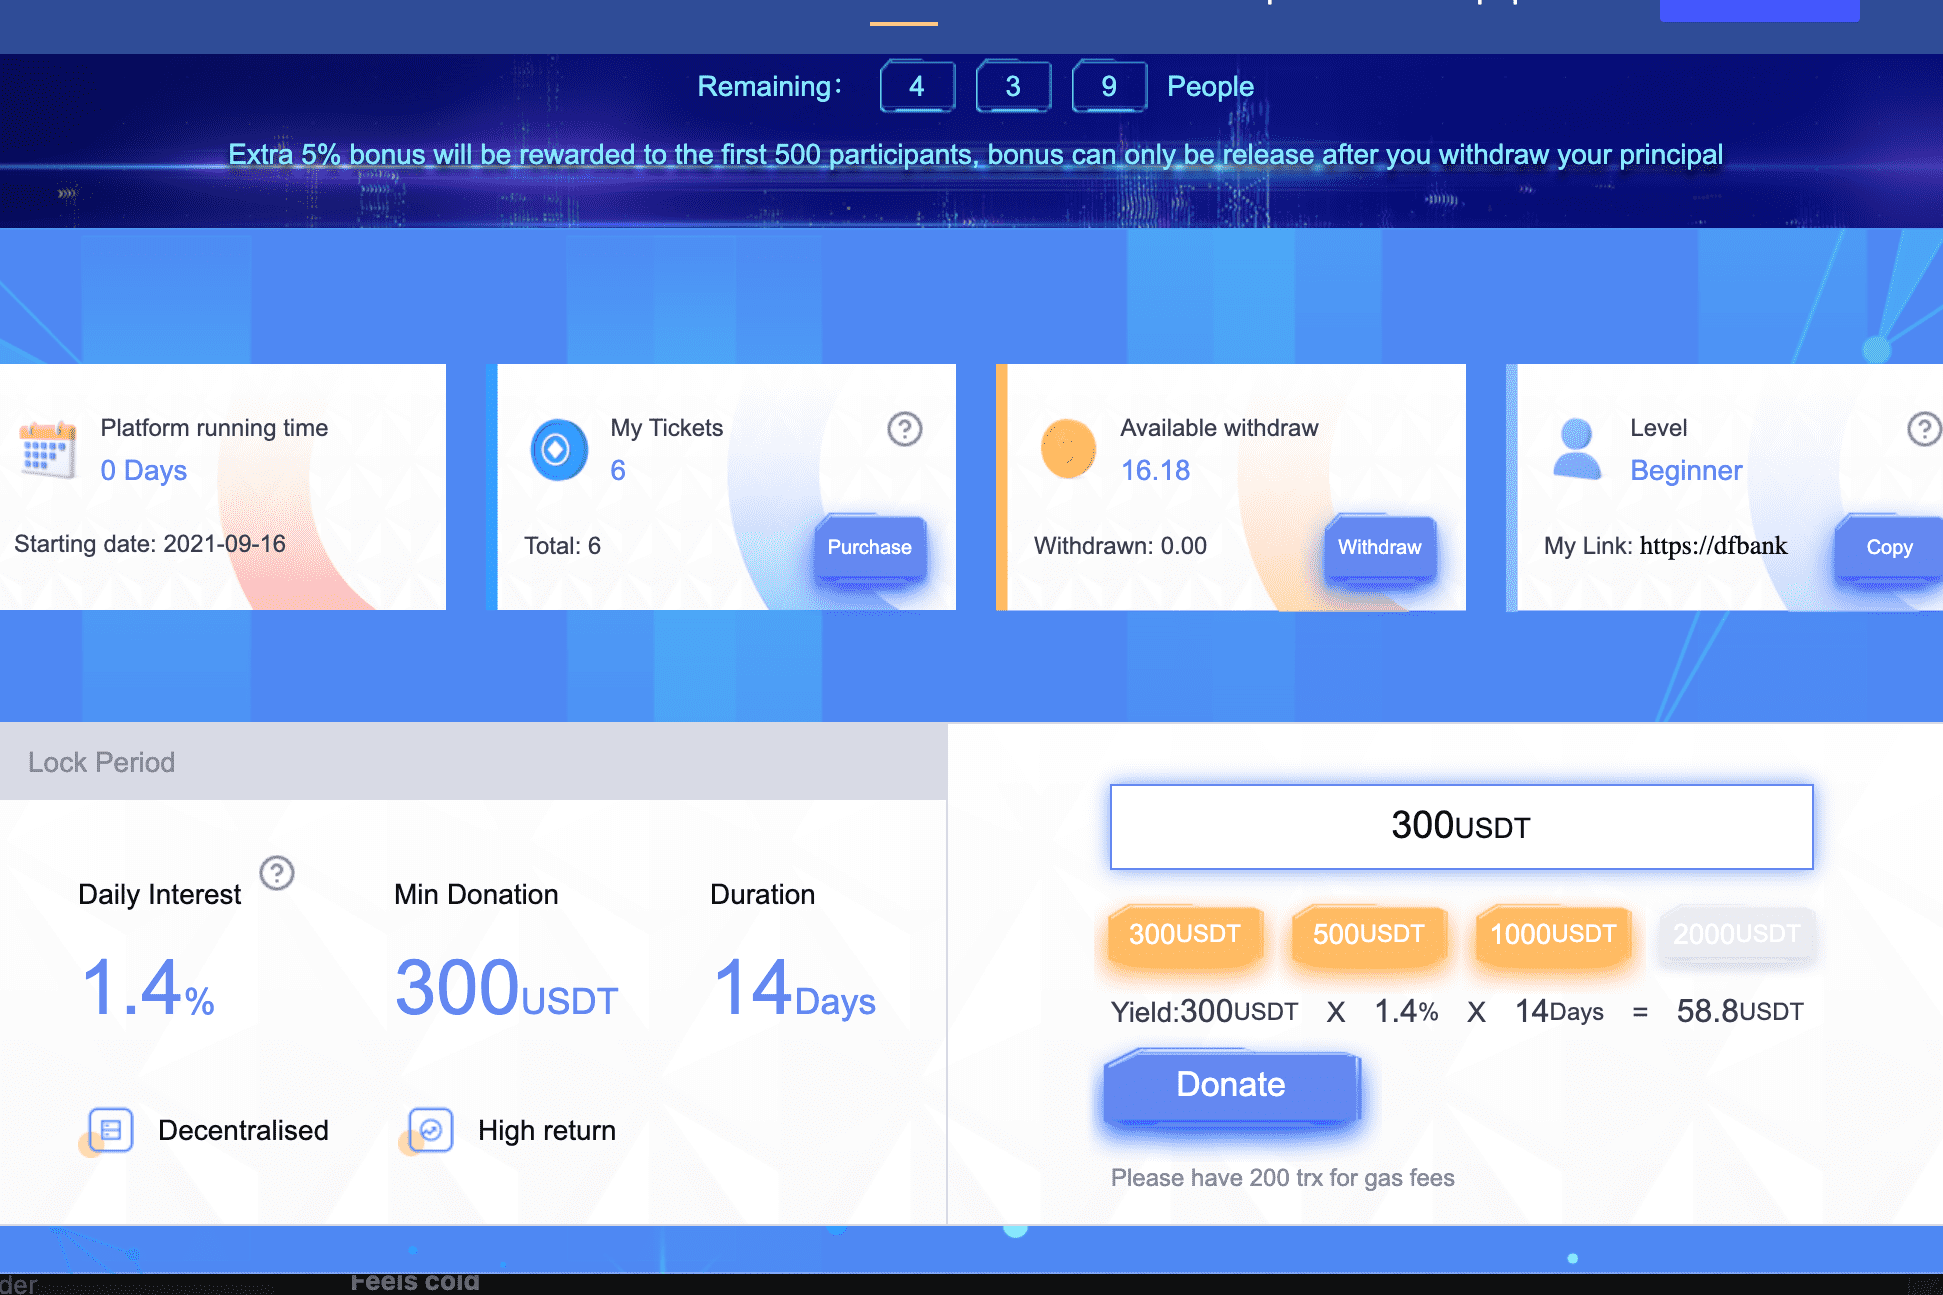 Remaining: 4 3 9 People
Extra 5% bonus will be rewarded to the first 500 participants, bonus can only be release after you withdraw your principal
Platform running time
0 Days
Starting date: 2021-09-16
My Tickets
6
Total: 6
Purchase
Available withdraw
16.18
Withdrawn: 0.00
Withdraw
Level
Beginner
My Link: https://dfbank
Copy
Lock Period
Daily Interest
1.4%
Min Donation
300USDT
Duration
14Days
Decentralised
High return
300USDT
300USDT 500USDT 1000USDT 2000USDT
Yield:300USDT X 1.4% X 14Days = 58.8USDT
Donate
Please have 200 trx for gas fees
der
Feels cold